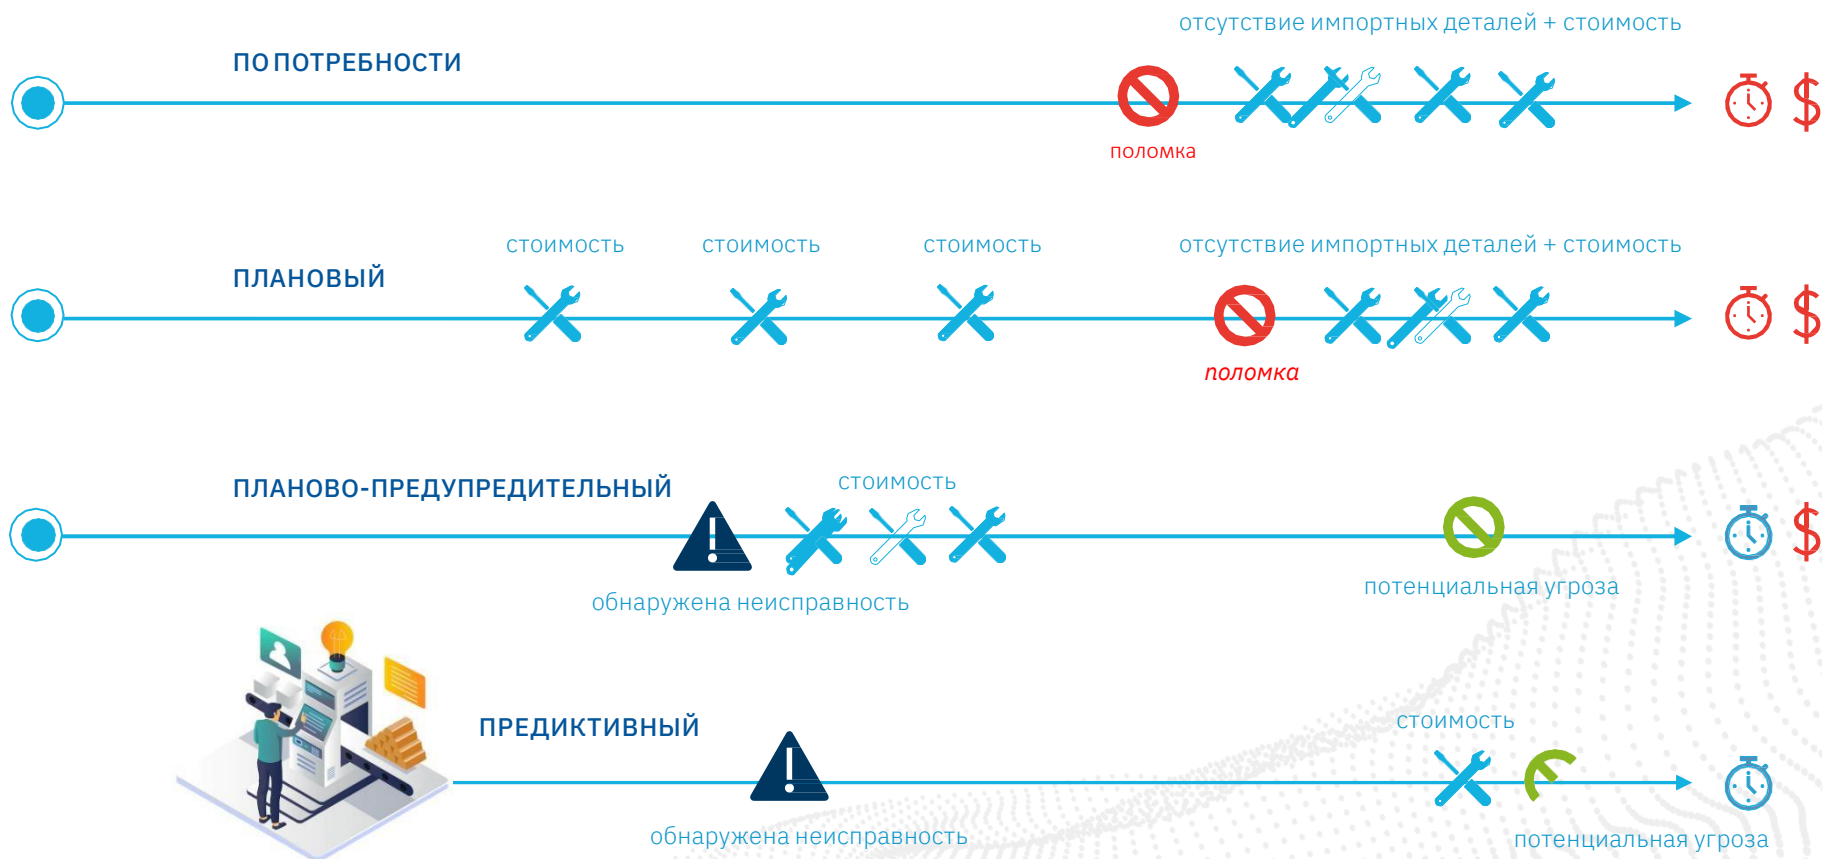 отсутствие импортных деталей + стоимость
ПО ПОТРЕБНОСТИ
$
поломка
стоимость стоимость стоимость отсутствие импортных деталей + стоимость
ПЛАНОВЫЙ
$
поломка
ПЛАНОВО-ПРЕДУПРЕДИТЕЛЬНЫЙ
стоимость
$
потенциальная угроза
обнаружена неисправность
ПРЕДИКТИВНЫЙ
стоимость
обнаружена неисправность
потенциальная угроза